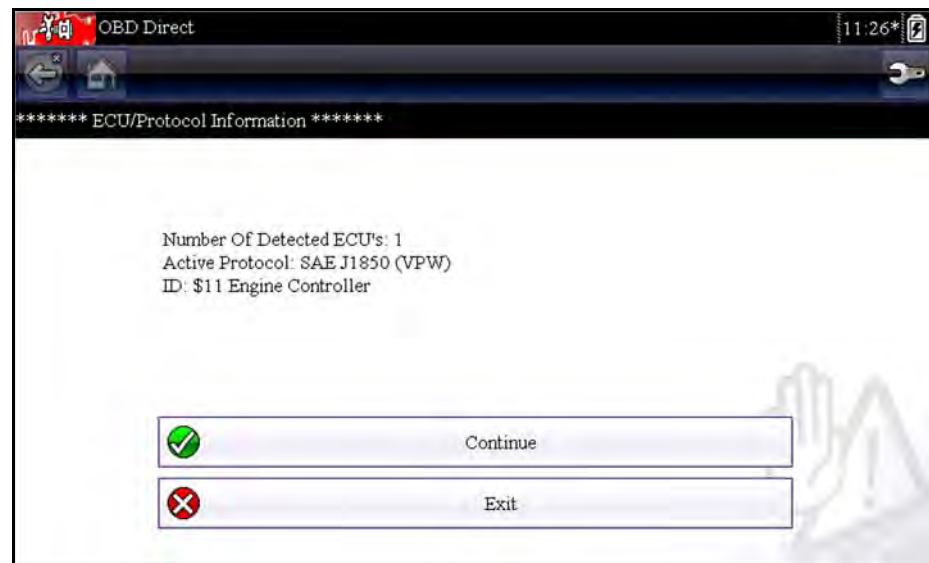 OBD Direct
11:26*
******* ECU/Protocol Information *******
Number Of Detected ECU's: 1
Active Protocol: SAE J1850 (VPW)
ID: $11 Engine Controller
Continue
Exit